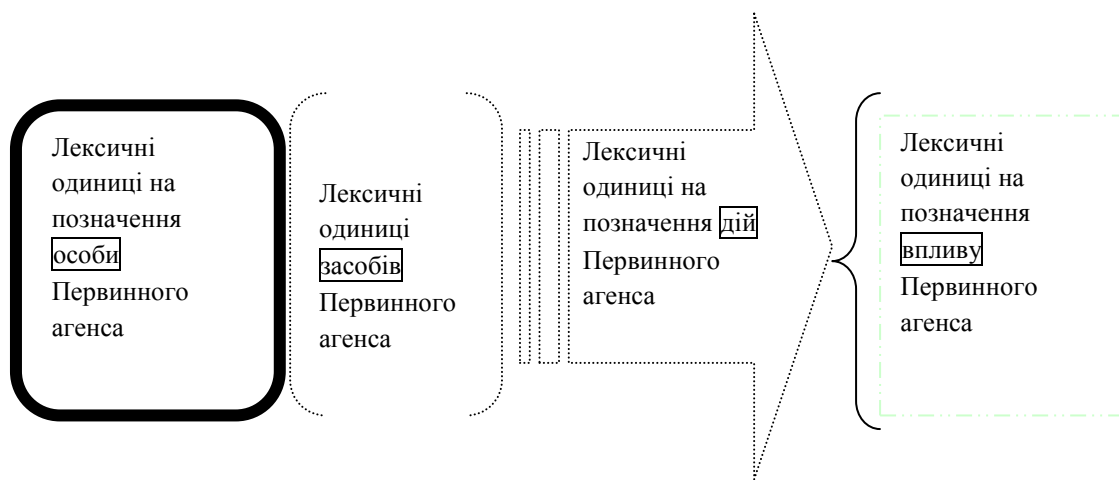 Лексичні
одиниці на
позначення
особи
Первинного
агенса
Лексичні
одиниці
засобів
Первинного
агенса
Лексичні
одиниці на
позначення дій
Первинного
агенса
Лексичні
одиниці на
позначення
впливу
Первинного
агенса